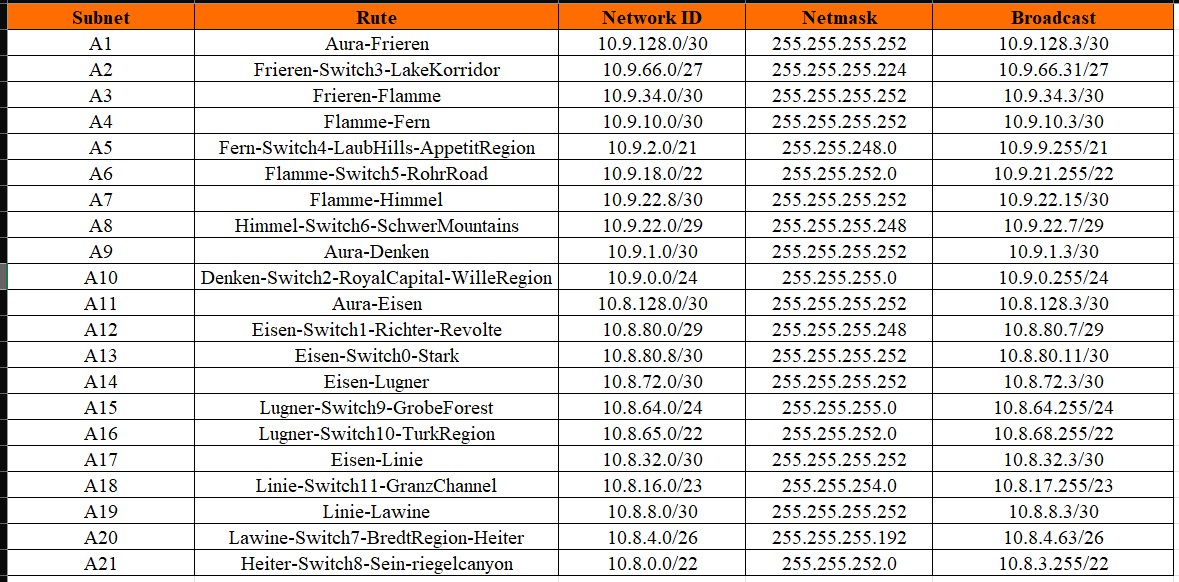 Subnet Rute Network ID Netmask Broadcast
A1 Aura-Frieren 10.9.128.0/30 255.255.255.252 10.9.128.3/30
A2 Frieren-Switch3-LakeKorridor 10.9.66.0/27 255.255.255.224 10.9.66.31/27
A3 Frieren-Flamme 10.9.34.0/30 255.255.255.252 10.9.34.3/30
A4 Flamme-Fern 10.9.10.0/30 255.255.255.252 10.9.10.3/30
A5 Fern-Switch4-LaubHills-AppetitRegion 10.9.2.0/21 255.255.248.0 10.9.9.255/21
A6 Flamme-Switch5-RohrRoad 10.9.18.0/22 255.255.252.0 10.9.21.255/22
A7 Flamme-Himmel 10.9.22.8/30 255.255.255.252 10.9.22.15/30
A8 Himmel-Switch6-SchwerMountains 10.9.22.0/29 255.255.255.248 10.9.22.7/29
A9 Aura-Denken 10.9.1.0/30 255.255.255.252 10.9.1.3/30
A10 Denken-Switch2-RoyalCapital-WilleRegion 10.9.0.0/24 255.255.255.0 10.9.0.255/24
A11 Aura-Eisen 10.8.128.0/30 255.255.255.252 10.8.128.3/30
A12 Eisen-Switch1-Richter-Revolte 10.8.80.0/29 255.255.255.248 10.8.80.7/29
A13 Eisen-Switch0-Stark 10.8.80.8/30 255.255.255.252 10.8.80.11/30
A14 Eisen-Lugner 10.8.72.0/30 255.255.255.252 10.8.72.3/30
A15 Lugner-Switch9-GrobeForest 10.8.64.0/24 255.255.255.0 10.8.64.255/24
A16 Lugner-Switch10-TurkRegion 10.8.65.0/22 255.255.252.0 10.8.68.255/22
A17 Eisen-Linie 10.8.32.0/30 255.255.255.252 10.8.32.3/30
A18 Linie-Switch11-GranzChannel 10.8.16.0/23 255.255.254.0 10.8.17.255/23
A19 Linie-Lawine 10.8.8.0/30 255.255.255.252 10.8.8.3/30
A20 Lawine-Switch7-BredtRegion-Heiter 10.8.4.0/26 255.255.255.192 10.8.4.63/26
A21 Heiter-Switch8-Sein-riegelcanyon 10.8.0.0/22 255.255.252.0 10.8.3.255/22